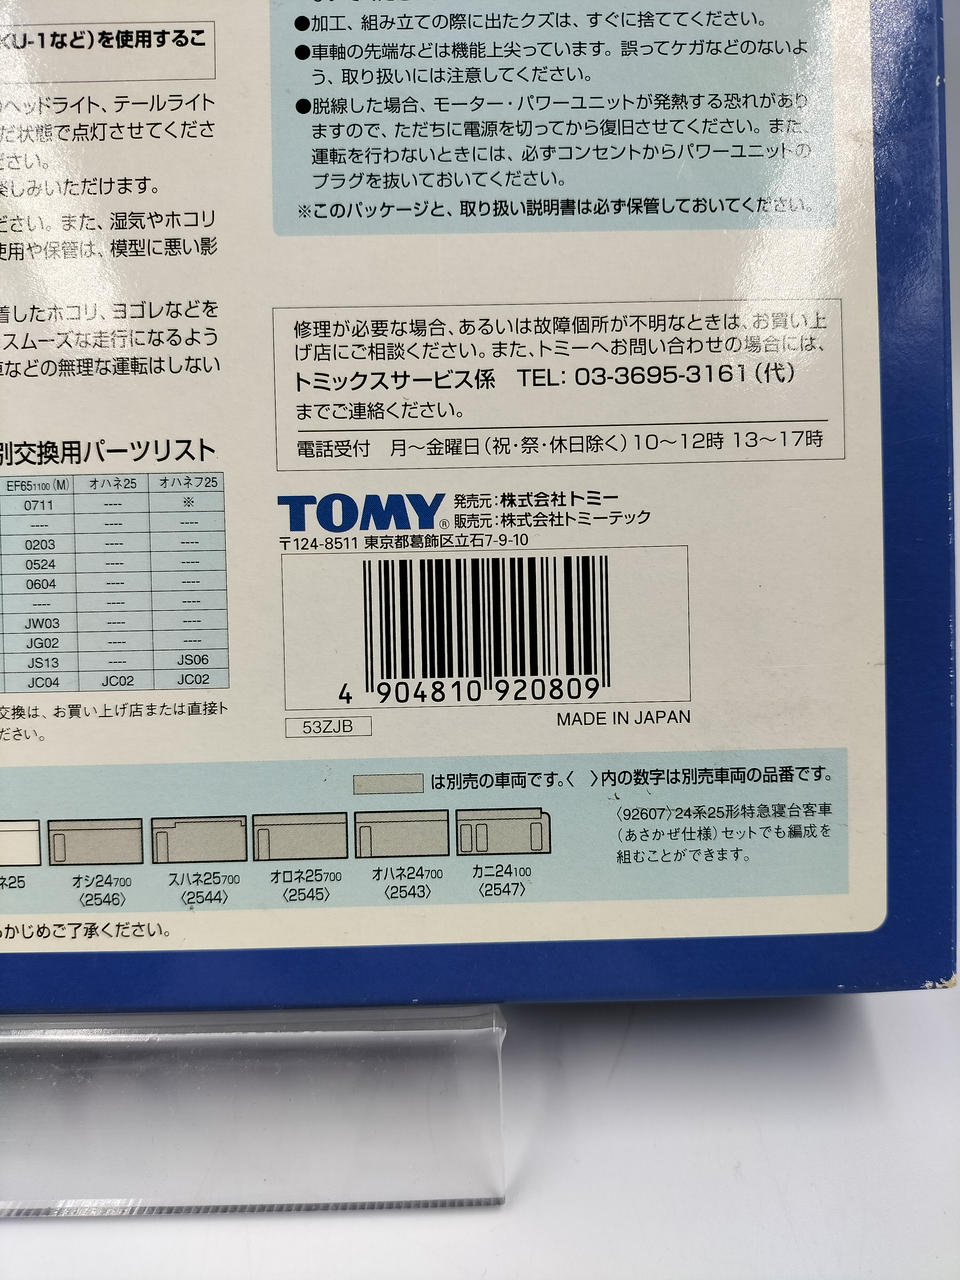 KU-1など)を使用するこ
ヘッドライト、テールライト
だ状態で点灯させてくださ
ださい。
楽しみいただけます。
ださい。また、湿気やホコリ
使用や保管は、模型に悪い影
着したホコリ、ヨゴレなどを
スムーズな走行になるよう
などの無理な運転はしない
別交換用パーツリスト
EF651100(M) オハネ25 オハネフ25
0711 ---- ※
---- ---- ----
0203 ---- ----
0524 ---- ----
0604 ---- ----
---- ---- ----
JW03 ---- ----
JG02 ---- ----
JS13 ---- JS06
JC04 JC02 JC02
交換は、お買い上げ店または直接ト
ださい。
●加工、組み立ての際に出たクズは、すぐに捨ててください。
●車軸の先端などは機能上尖っています。誤ってケガなどのないよ
う、取り扱いには注意してください。
●脱線した場合、モーター・パワーユニットが発熱する恐れがあり
ますので、ただちに電源を切ってから復旧させてください。また、
運転を行わないときには、必ずコンセントからパワーユニットの
プラグを抜いておいてください。
※このパッケージと、取り扱い説明書は必ず保管しておいてください。
修理が必要な場合、あるいは故障個所が不明なときは、お買い上
げ店にご相談ください。また、トミーへお問い合わせの場合には、
トミックスサービス係 TEL: 03-3695-3161(代)
までご連絡ください。
電話受付 月〜金曜日(祝・祭・休日除く)10〜12時 13〜17時
TOMY®
発売元:株式会社トミー
販売元:株式会社トミーテック
〒124-8511 東京都葛飾区立石7-9-10
4 904810 920809
53ZJB
MADE IN JAPAN
は別売の車両です。〈 〉内の数字は別売車両の品番です。
ネ25
オシ24700
〈2546〉
スハネ25700
〈2544〉
オロネ25700
〈2545〉
オハネ24700
〈2543〉
カニ24100
〈2547〉
〈92607〉24系25形特急寝台客車
(あさかぜ仕様)セットでも編成を
組むことができます。
かじめご了承ください。